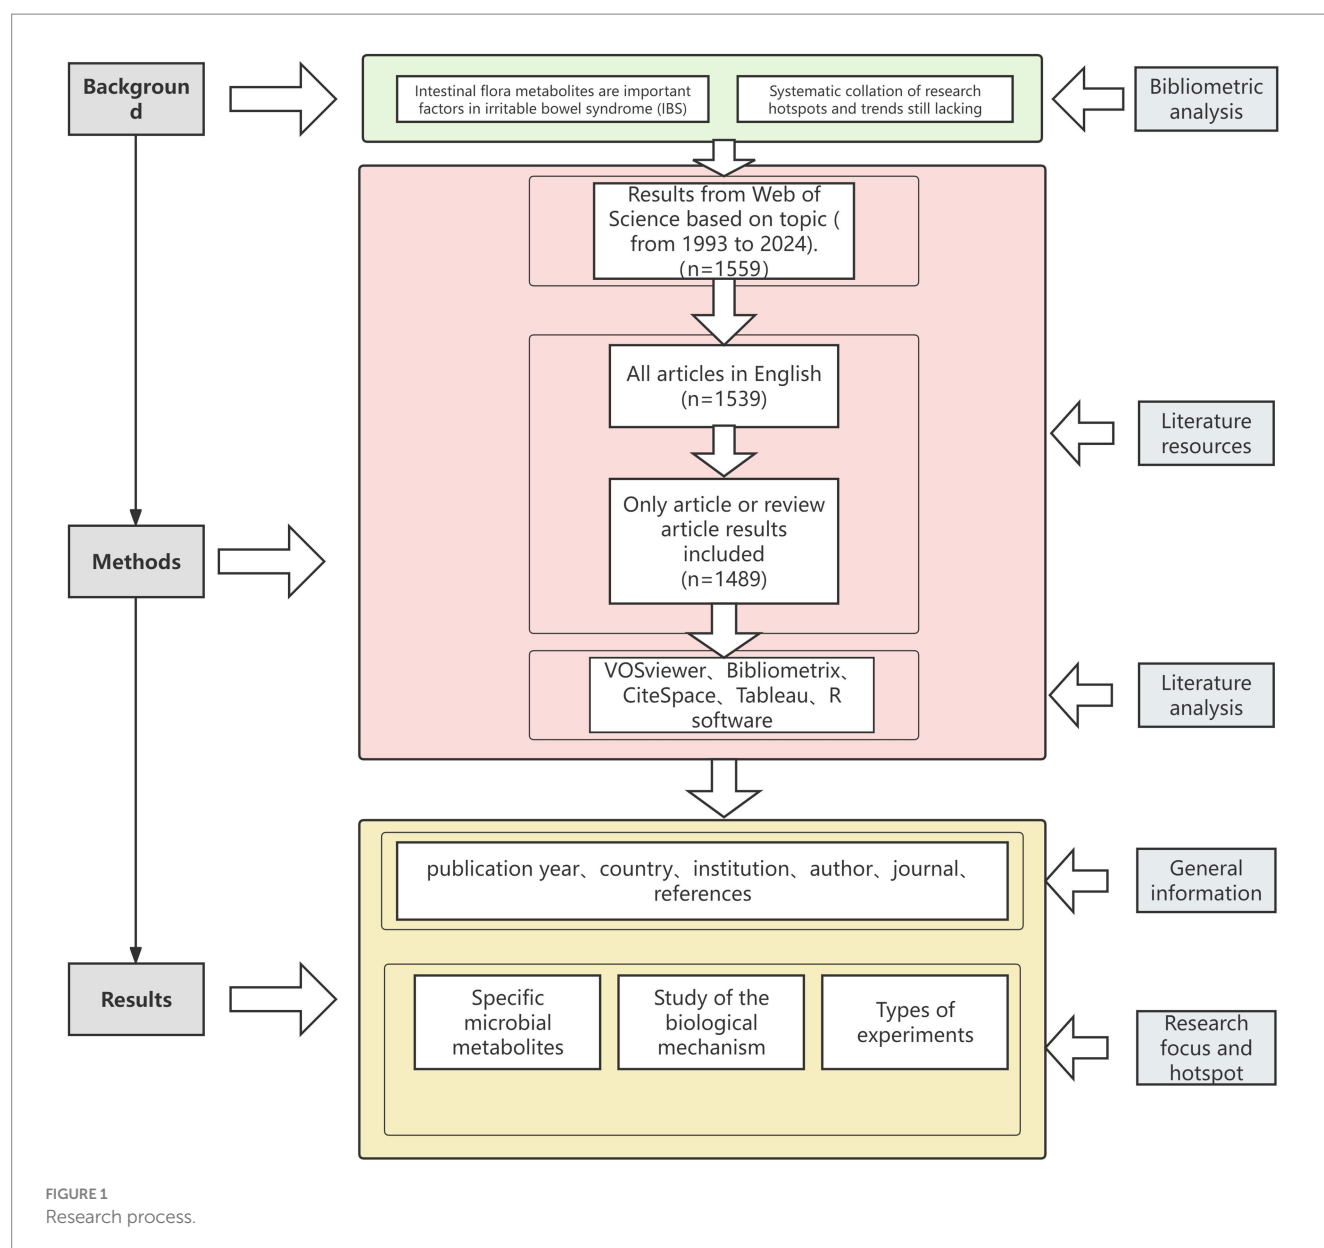 Backgroun
d
Intestinal flora metabolites are important
factors in irritable bowel syndrome (IBS)
Systematic collation of research
hotspots and trends still lacking
Bibliometric
analysis
Results from Web of
Science based on topic (
from 1993 to 2024).
(n=1559)
All articles in English
(n=1539)
Literature
resources
Only article or review
article results
included
(n=1489)
Methods
VOSviewer、Bibliometrix、
CiteSpace、Tableau、R
software
Literature
analysis
publication year、country、institution、author、journal、
references
General
information
Results
Specific
microbial
metabolites
Study of the
biological
mechanism
Types of
experiments
Research
focus and
hotspot
FIGURE 1
Research process.